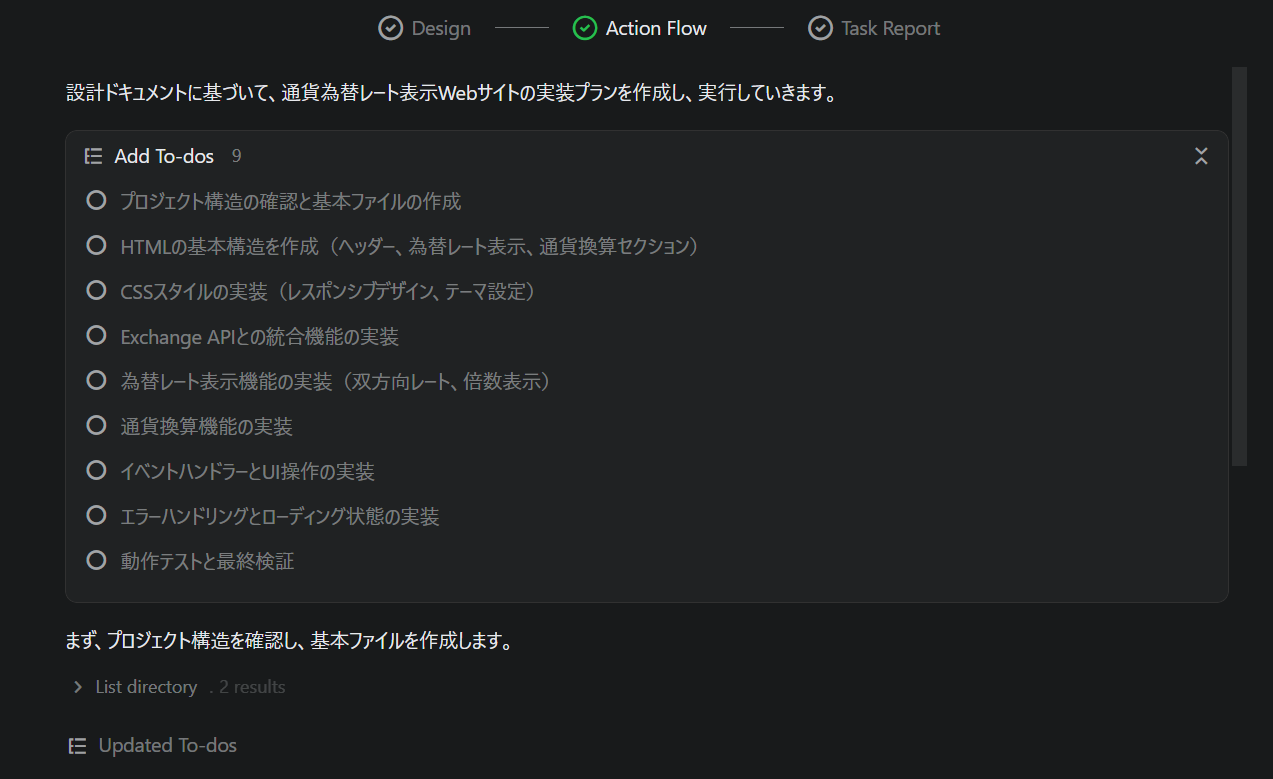 Design
Action Flow
Task Report
設計ドキュメントに基づいて、通貨為替レート表示Webサイトの実装プランを作成し、実行していきます。
Add To-dos 9
プロジェクト構造の確認と基本ファイルの作成
HTMLの基本構造を作成（ヘッダー、為替レート表示、通貨換算セクション）
CSSスタイルの実装（レスポンシブデザイン、テーマ設定）
Exchange APIとの統合機能の実装
為替レート表示機能の実装（双方向レート、倍数表示）
通貨換算機能の実装
イベントハンドラーとUI操作の実装
エラーハンドリングとローディング状態の実装
動作テストと最終検証
まず、プロジェクト構造を確認し、基本ファイルを作成します。
List directory . 2 results
Updated To-dos